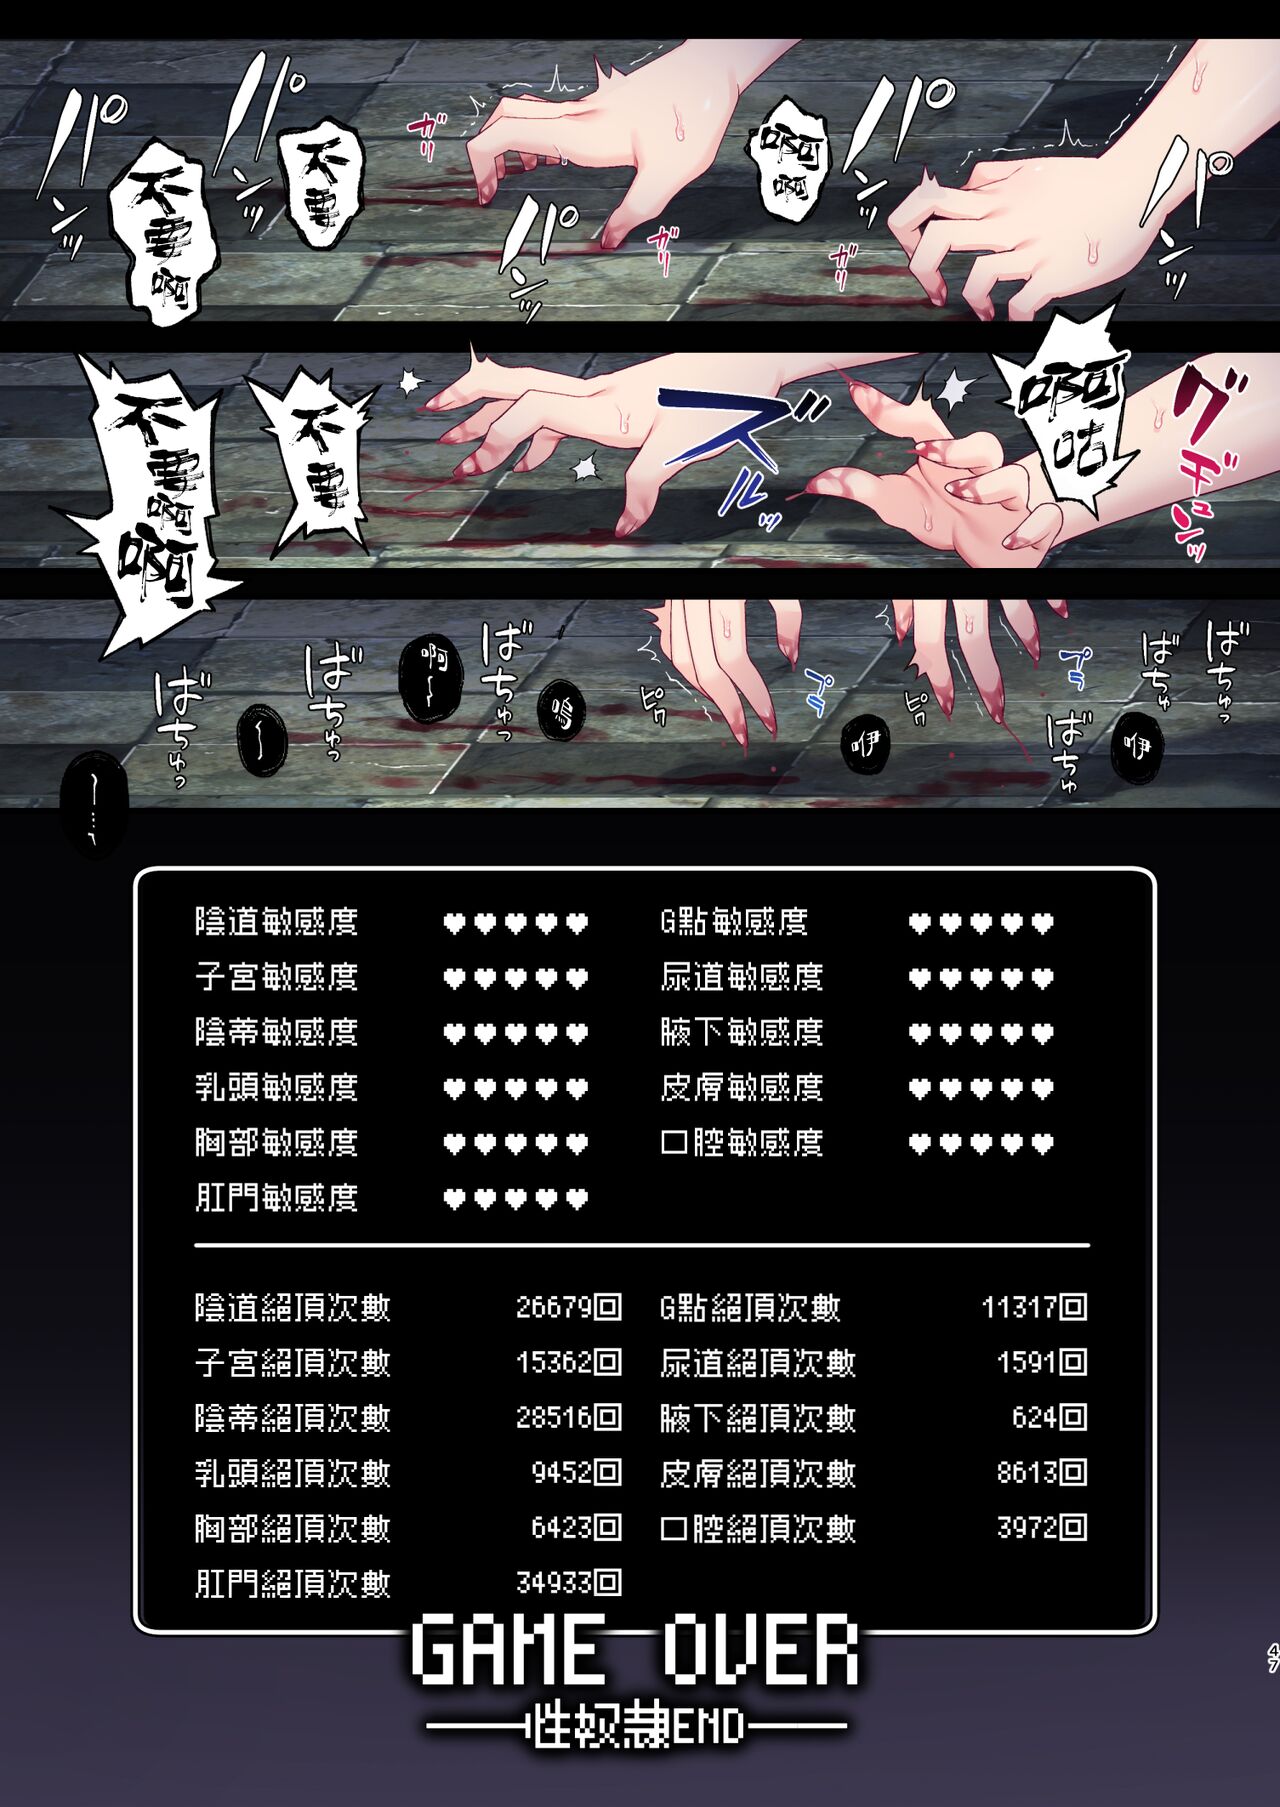 パンッ
パンッ
啊啊
ガリ
ガリ
パンッ
ガリ
不要
パンッ
不要啊
パンッ
グヂュンッ
啊咕
ズルッ
不要
不要啊啊
ばちゅっ
ばちゅ
咿
プラ
ばちゅ
ピク
咿
プラ
ピク
嗚
ばちゅっ
啊～
ばちゅっ
～
ばちゅっ
～…
陰道敏感度 ♥♥♥♥♥ G點敏感度 ♥♥♥♥♥
子宮敏感度 ♥♥♥♥♥ 尿道敏感度 ♥♥♥♥♥
陰蒂敏感度 ♥♥♥♥♥ 腋下敏感度 ♥♥♥♥♥
乳頭敏感度 ♥♥♥♥♥ 皮膚敏感度 ♥♥♥♥♥
胸部敏感度 ♥♥♥♥♥ 口腔敏感度 ♥♥♥♥♥
肛門敏感度 ♥♥♥♥♥
陰道絕頂次數 26679回 G點絕頂次數 11317回
子宮絕頂次數 15362回 尿道絕頂次數 1591回
陰蒂絕頂次數 28516回 腋下絕頂次數 624回
乳頭絕頂次數 9452回 皮膚絕頂次數 8613回
胸部絕頂次數 6423回 口腔絕頂次數 3972回
肛門絕頂次數 34933回
GAME OVER
性奴隸END
47